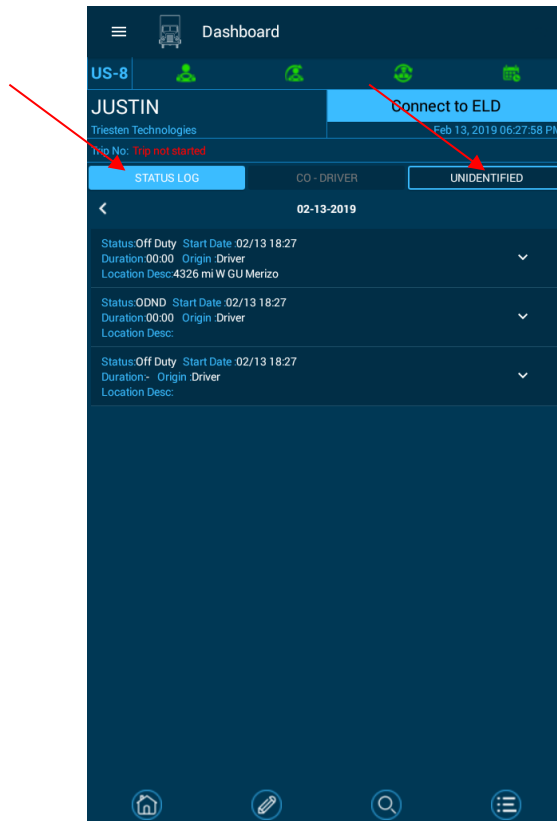 Dashboard
US-8
JUSTIN
Connect to ELD
Triesten Technologies
Feb 13, 2019 06:27:58 PM
Trip No: Trip not started
STATUS LOG
CO - DRIVER
UNIDENTIFIED
02-13-2019
Status:Off Duty Start Date :02/13 18:27
Duration:00:00 Origin :Driver
Location Desc:4326 mi W GU Merizo
Status:ODND Start Date :02/13 18:27
Duration:00:00 Origin :Driver
Location Desc:
Status:Off Duty Start Date :02/13 18:27
Duration:- Origin :Driver
Location Desc: